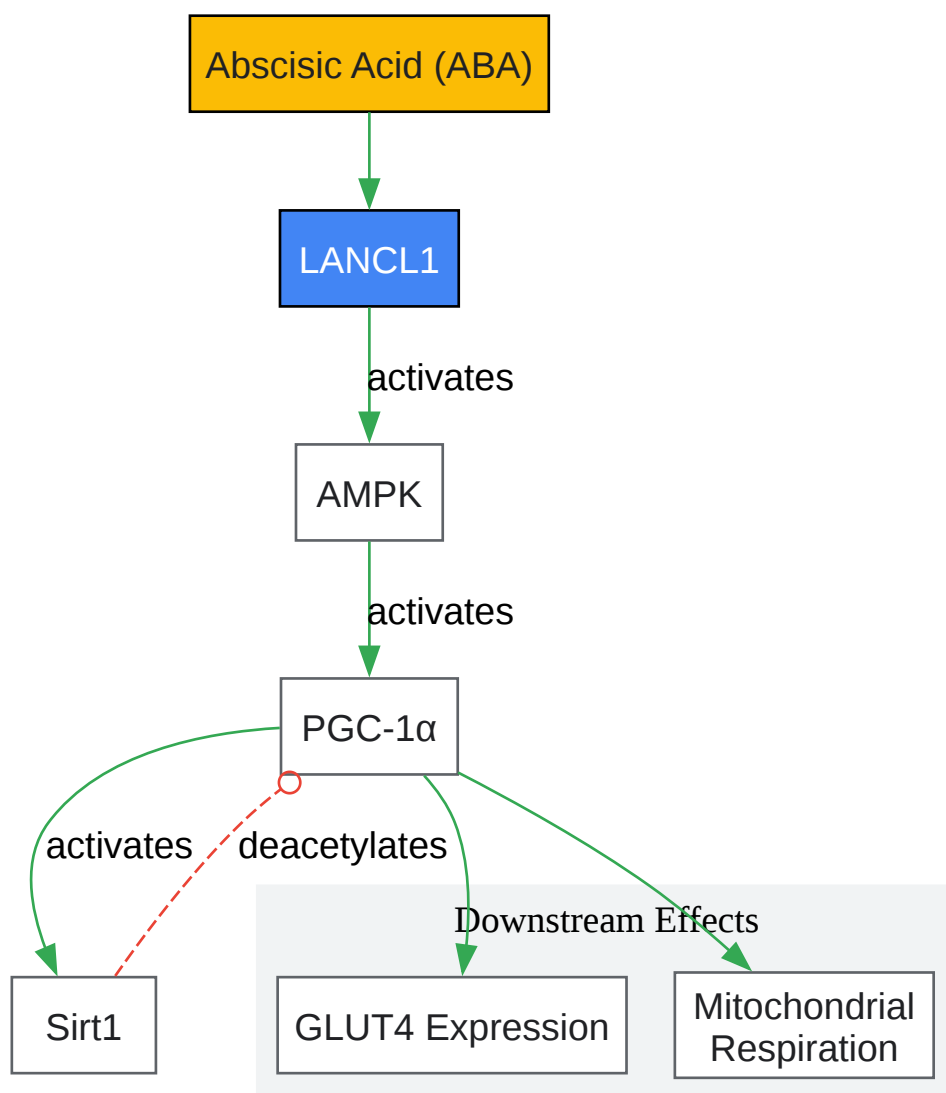 Abscisic Acid (ABA)
LANCL1
activates
AMPK
activates
PGC-1α
activates
deacetylates
Downstream Effects
Sirt1
GLUT4 Expression
Mitochondrial
Respiration